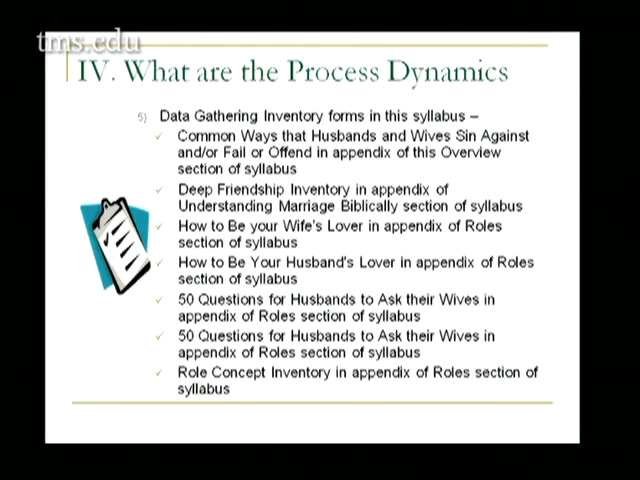 tms.edu
IV. What are the Process Dynamics
5) Data Gathering Inventory forms in this syllabus –
Common Ways that Husbands and Wives Sin Against
and/or Fail or Offend in appendix of this Overview
section of syllabus
Deep Friendship Inventory in appendix of
Understanding Marriage Biblically section of syllabus
How to Be your Wife's Lover in appendix of Roles
section of syllabus
How to Be Your Husband's Lover in appendix of Roles
section of syllabus
50 Questions for Husbands to Ask their Wives in
appendix of Roles section of syllabus
50 Questions for Husbands to Ask their Wives in
appendix of Roles section of syllabus
Role Concept Inventory in appendix of Roles section of
syllabus